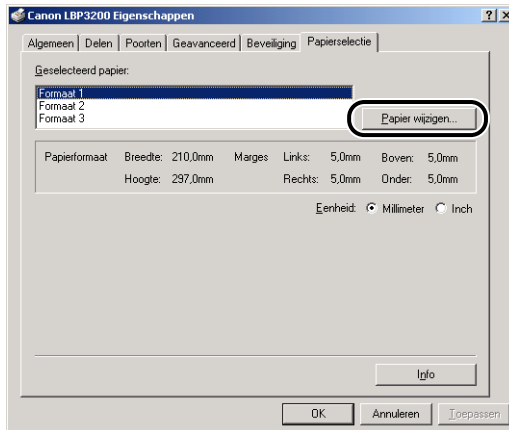 Canon LBP3200 Eigenschappen
Algemeen Delen Poorten Geavanceerd Beveiliging Papierselectie
Geselecteerd papier:
Formaat 1
Formaat 2
Formaat 3
Papier wijzigen...
Papierformaat Breedte: 210,0mm Marges Links: 5,0mm Boven: 5,0mm
Hoogte: 297,0mm Rechts: 5,0mm Onder: 5,0mm
Eenheid: Millimeter Inch
Info
OK Annuleren Toepassen